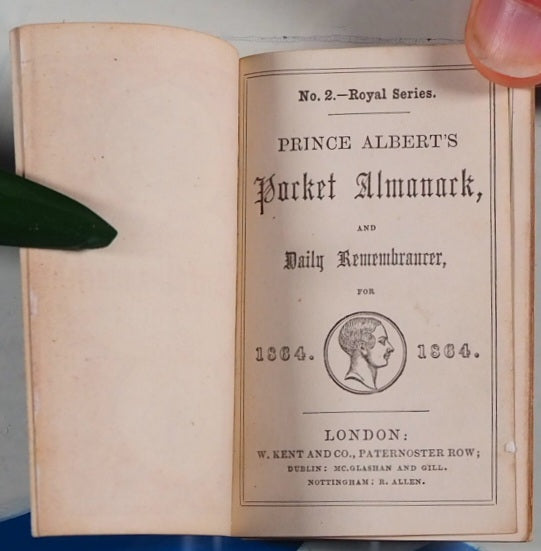 No. 2.—Royal Series.
PRINCE ALBERT'S
Pocket Almanack,
AND
Daily Remembrancer,
FOR
1864. 1864.
LONDON:
W. KENT AND CO., PATERNOSTER ROW;
DUBLIN: MC.GLASHAN AND GILL.
NOTTINGHAM: R. ALLEN.